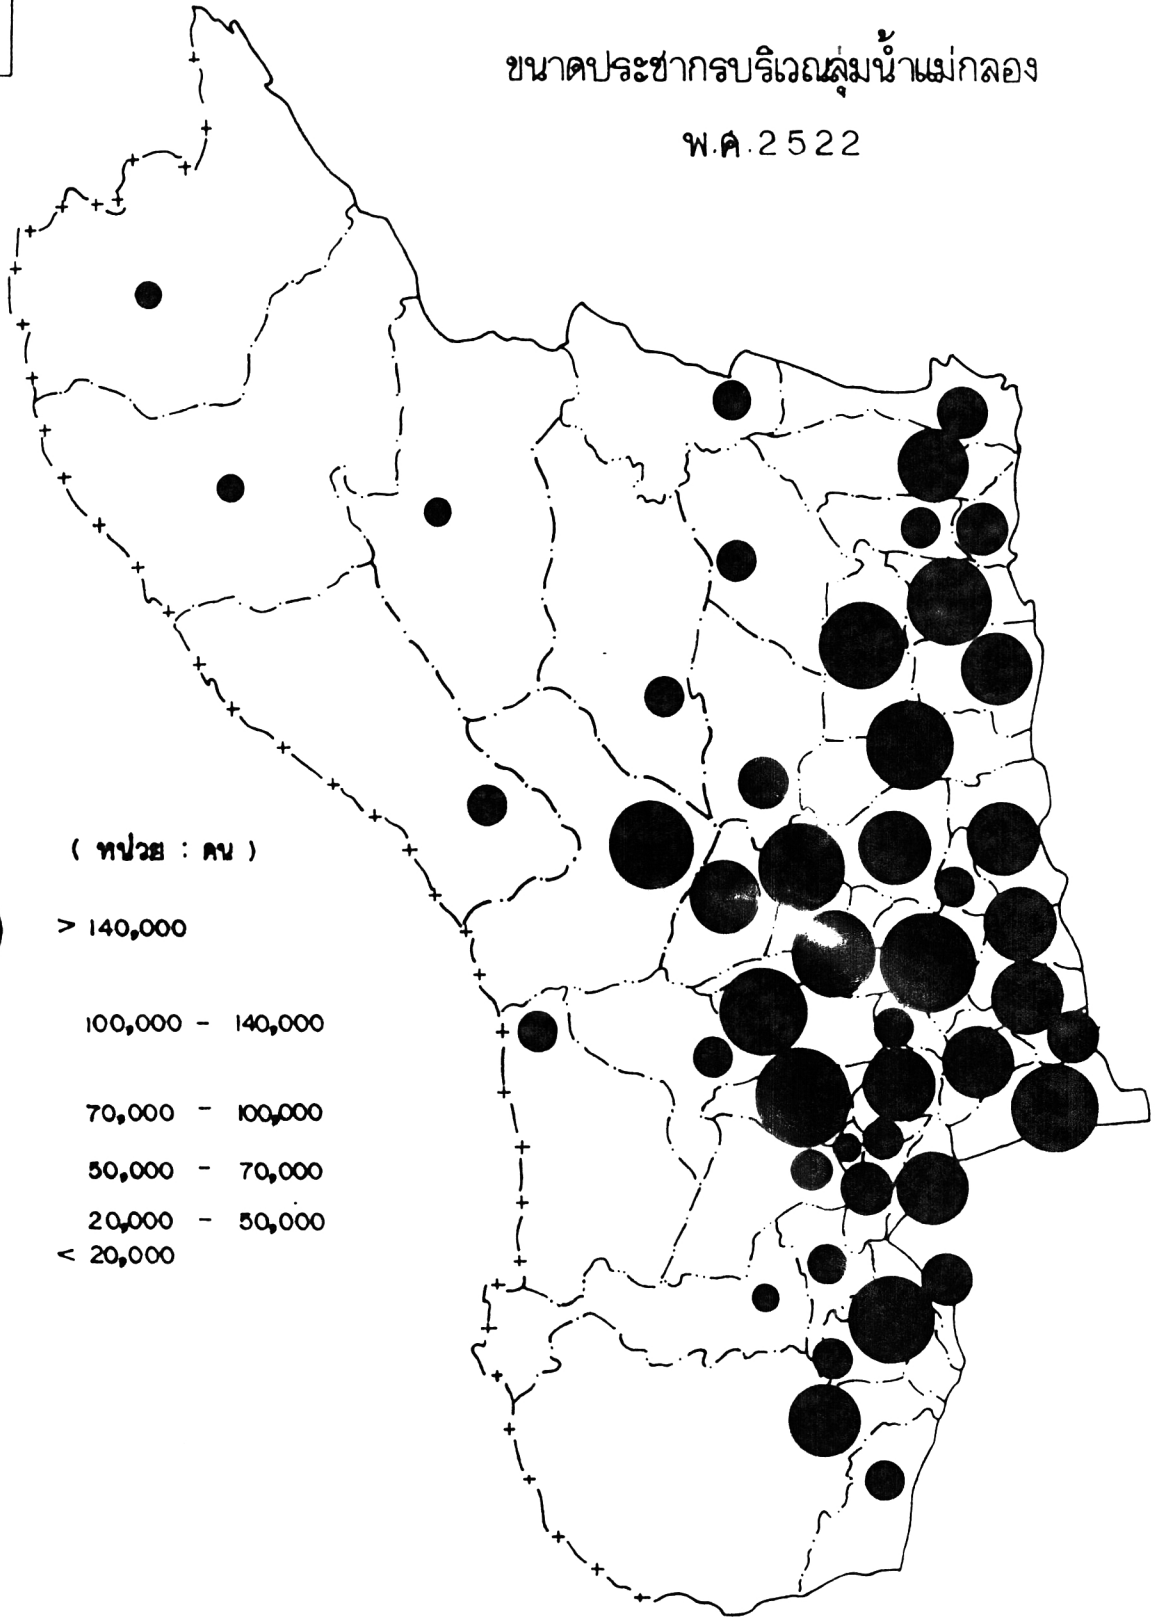 ขนาดประชากรบริเวณลุ่มน้ำแม่กลอง
พ.ศ.2522
( หน่วย : คน )
> 140,000
100,000 - 140,000
70,000 - 100,000
50,000 - 70,000
20,000 - 50,000
< 20,000